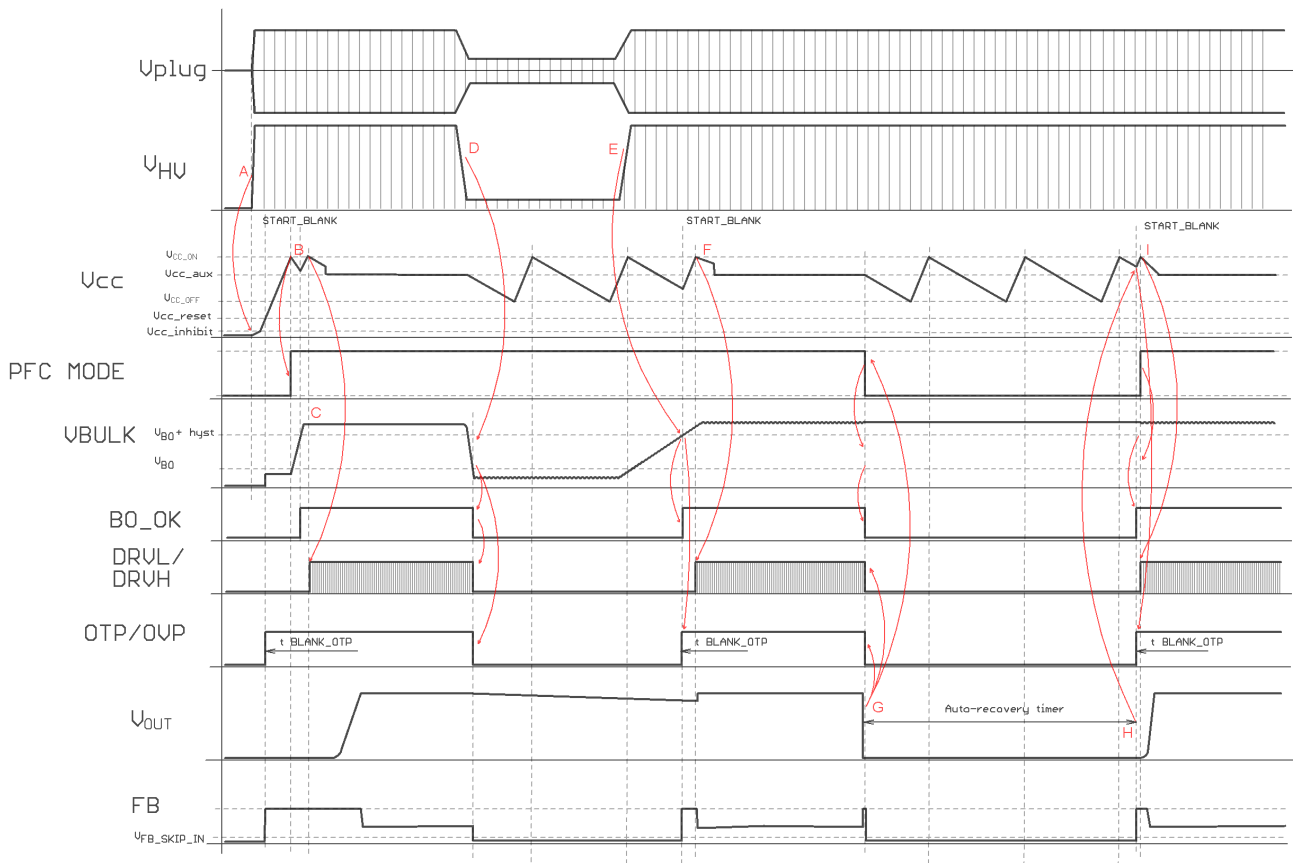 Vplug
A
D
E
VHV
START_BLANK
START_BLANK
START_BLANK
VCC_ON
B
F
I
Vcc
Vcc_aux
VCC_OFF
Vcc_reset
Vcc_inhibit
PFC MODE
C
VBULK
VBO+ hyst
VBO
BO_OK
DRVL/
DRVH
OTP/OVP
t BLANK_OTP
t BLANK_OTP
t BLANK_OTP
VOUT
G
Auto-recovery timer
H
FB
VFB_SKIP_IN